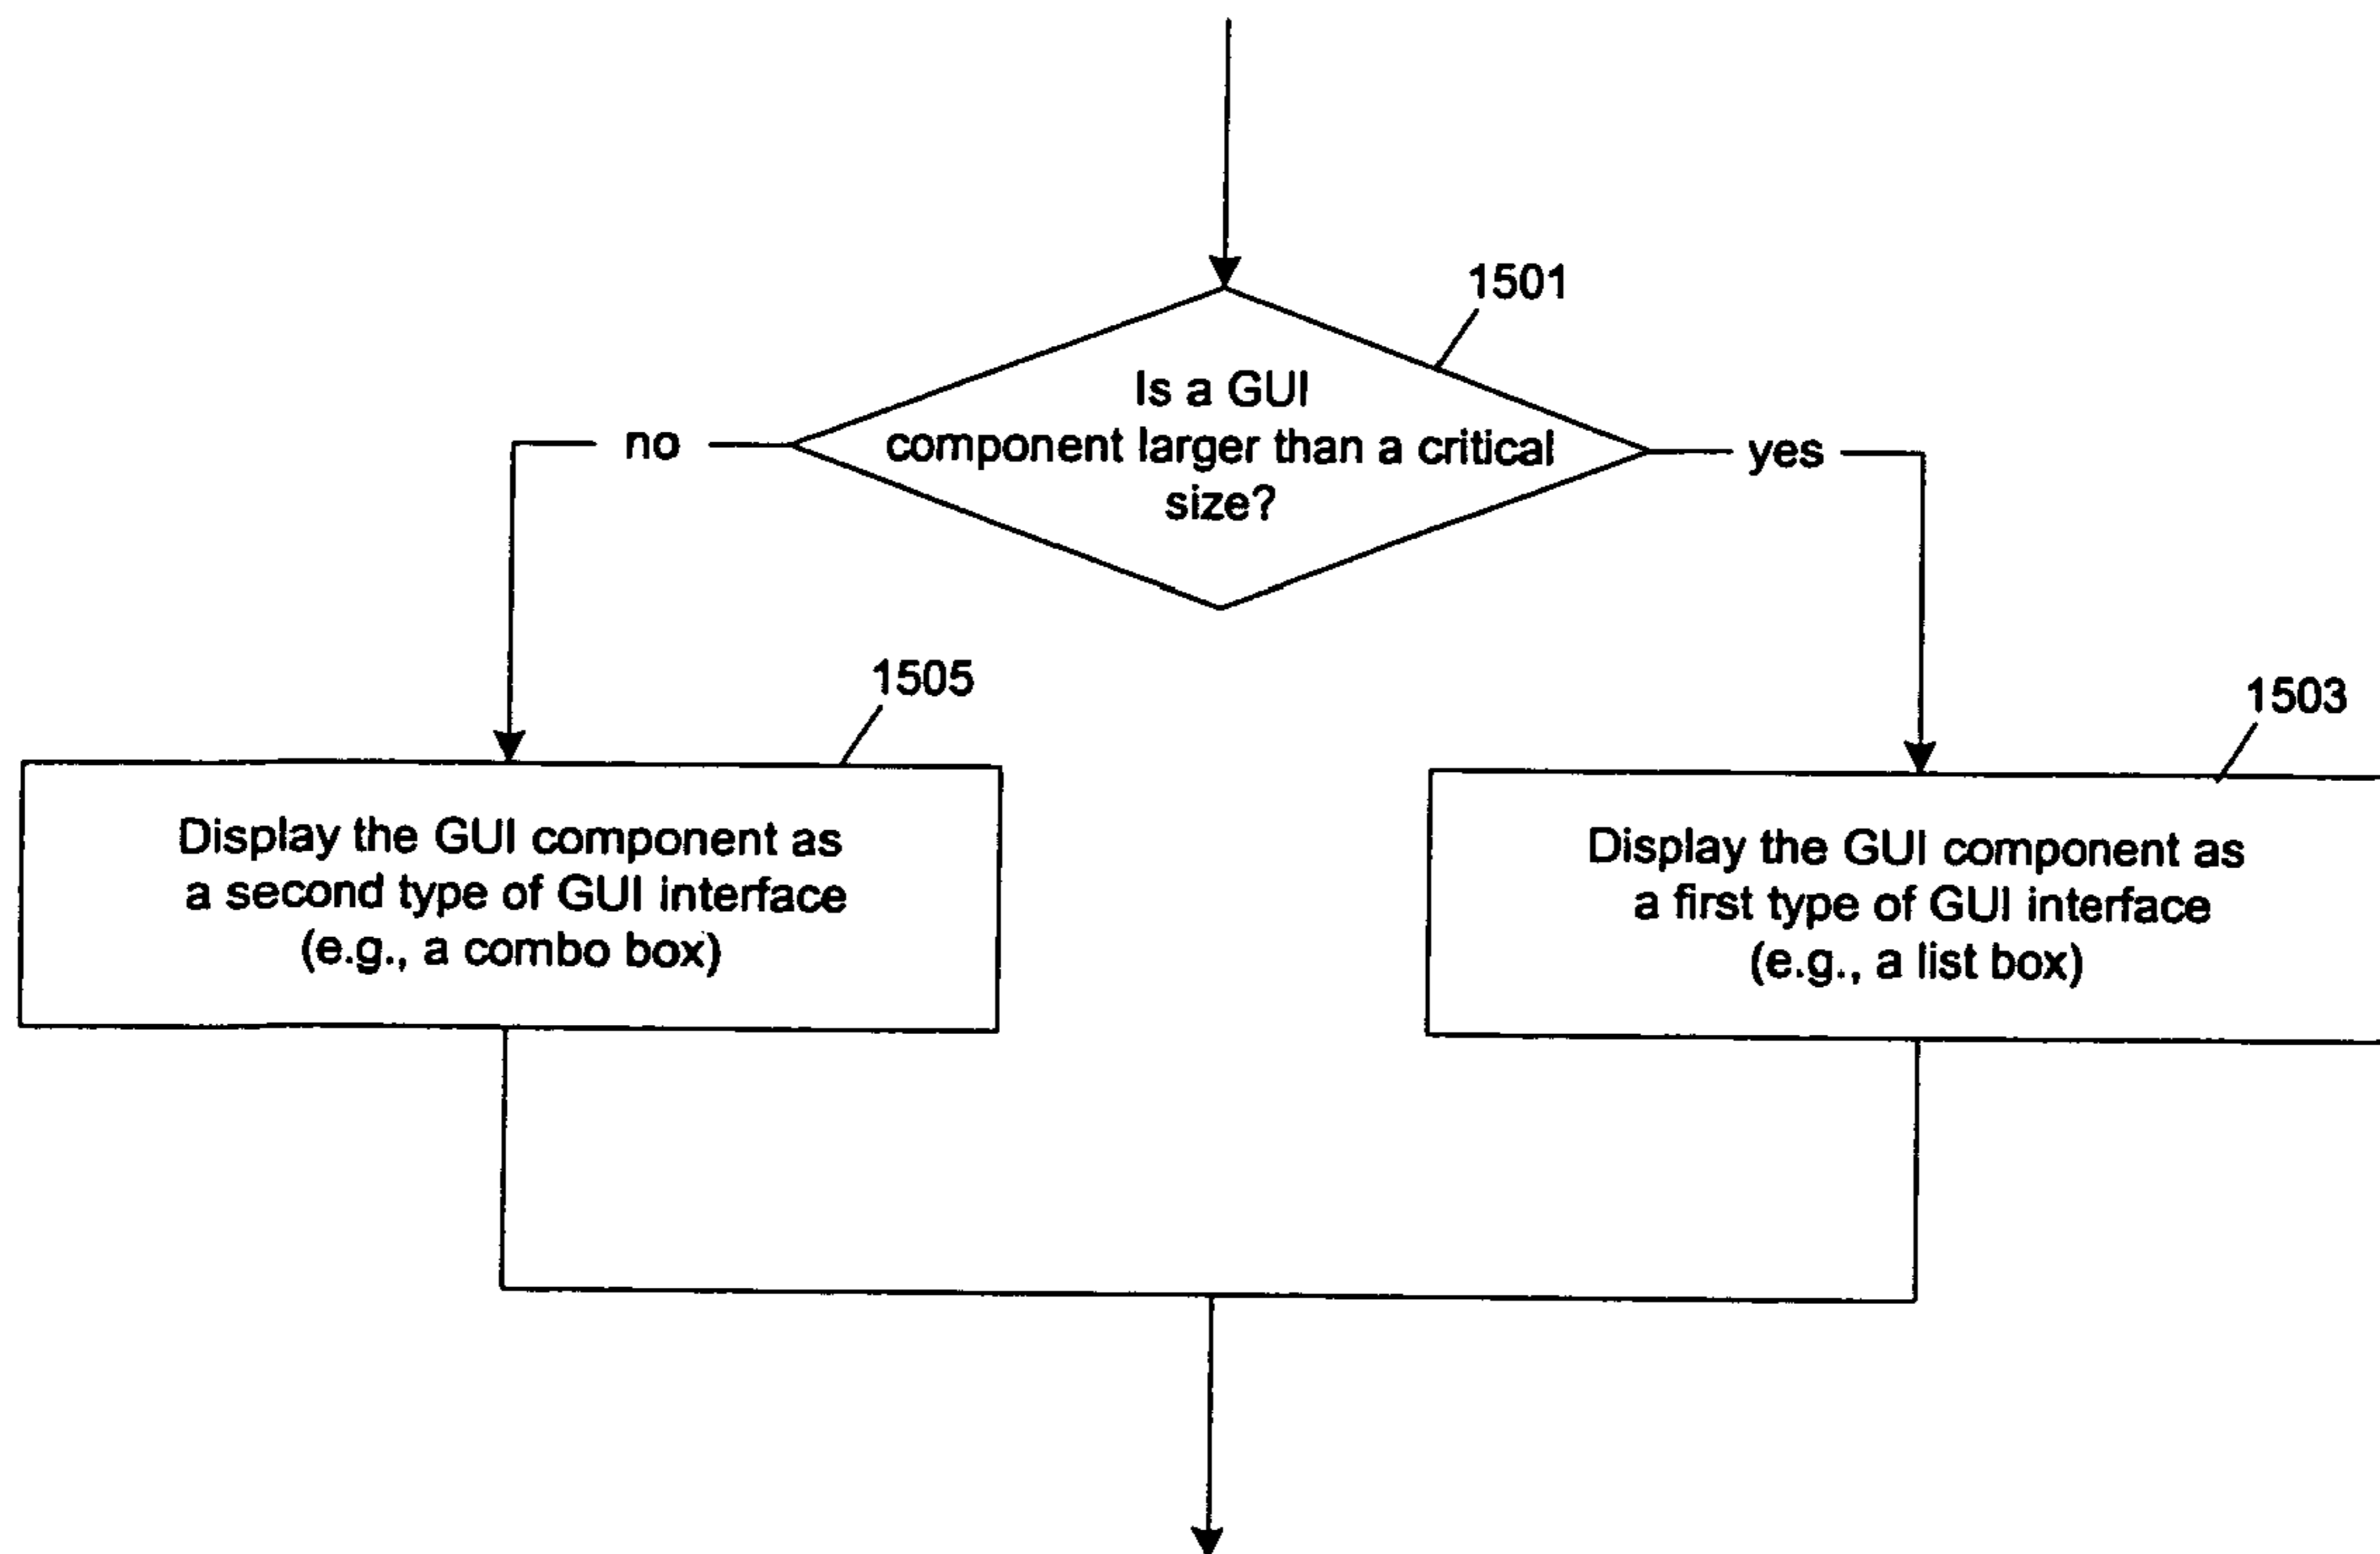 1501
Is a GUI
component larger than a critical
size?
no
yes
1505
1503
Display the GUI component as
a second type of GUI interface
(e.g., a combo box)
Display the GUI component as
a first type of GUI interface
(e.g., a list box)